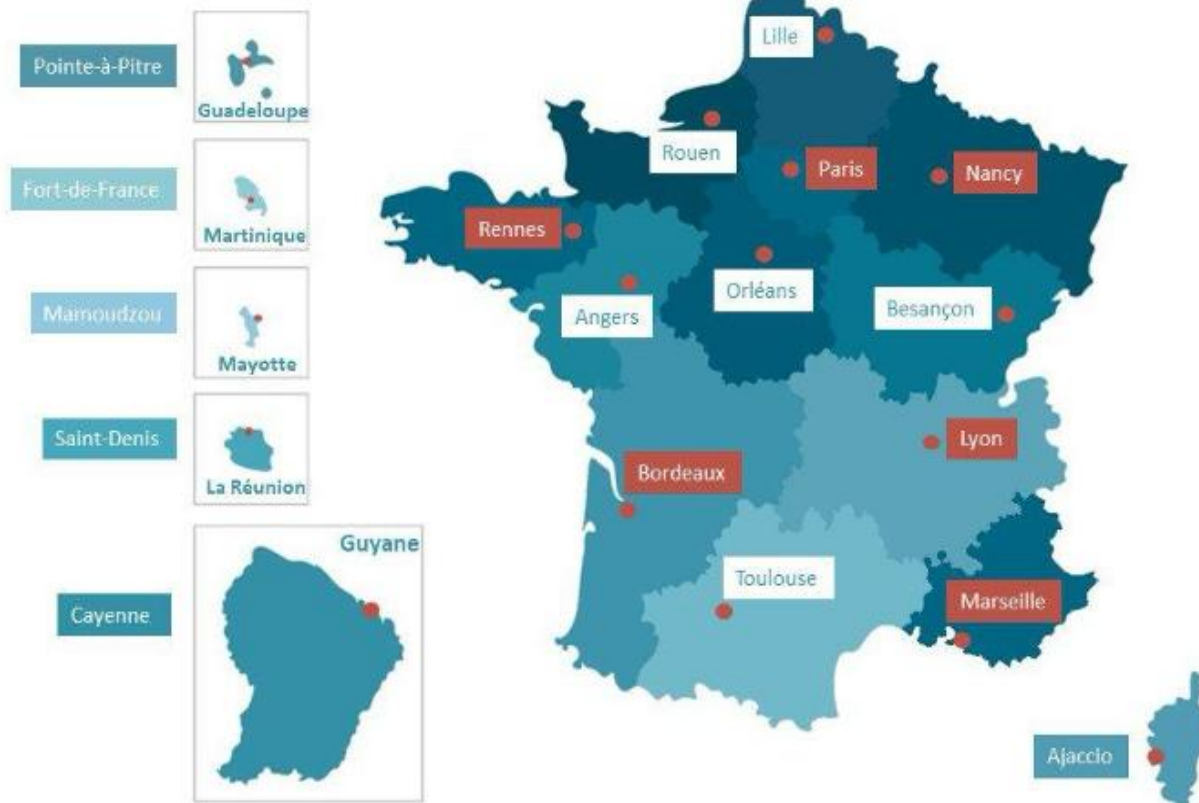 Pointe-à-Pitre
Guadeloupe
Fort-de-France
Martinique
Mamoudzou
Mayotte
Saint-Denis
La Réunion
Guyane
Cayenne
Lille
Rouen
Paris
Nancy
Rennes
Angers
Orléans
Besançon
Lyon
Bordeaux
Toulouse
Marseille
Ajaccio